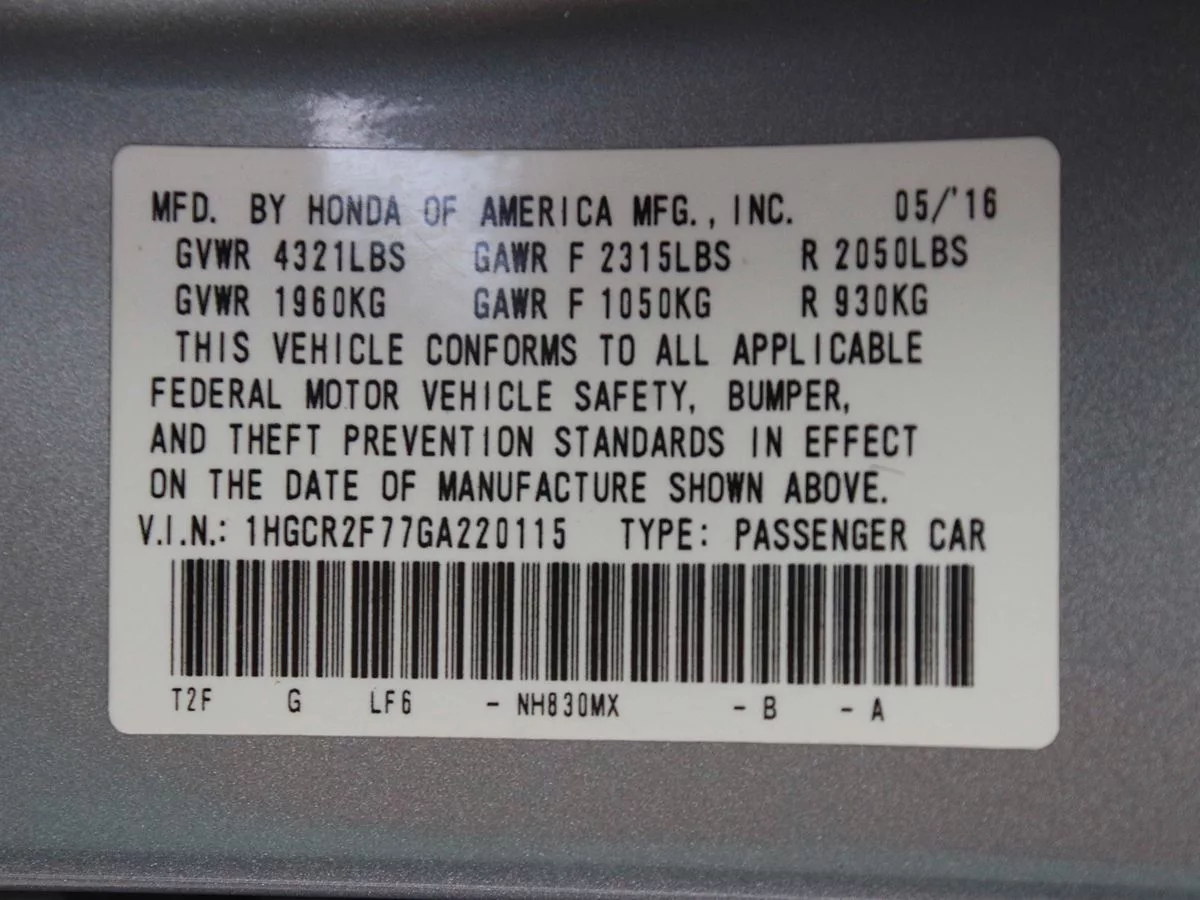 MFD. BY HONDA OF AMERICA MFG., INC. 05/'16
GVWR 4321LBS GAWR F 2315LBS R 2050LBS
GVWR 1960KG GAWR F 1050KG R 930KG
THIS VEHICLE CONFORMS TO ALL APPLICABLE
FEDERAL MOTOR VEHICLE SAFETY, BUMPER,
AND THEFT PREVENTION STANDARDS IN EFFECT
ON THE DATE OF MANUFACTURE SHOWN ABOVE.
V.I.N.: 1HGCR2F77GA220115 TYPE: PASSENGER CAR
T2F G LF6 - NH830MX - B - A